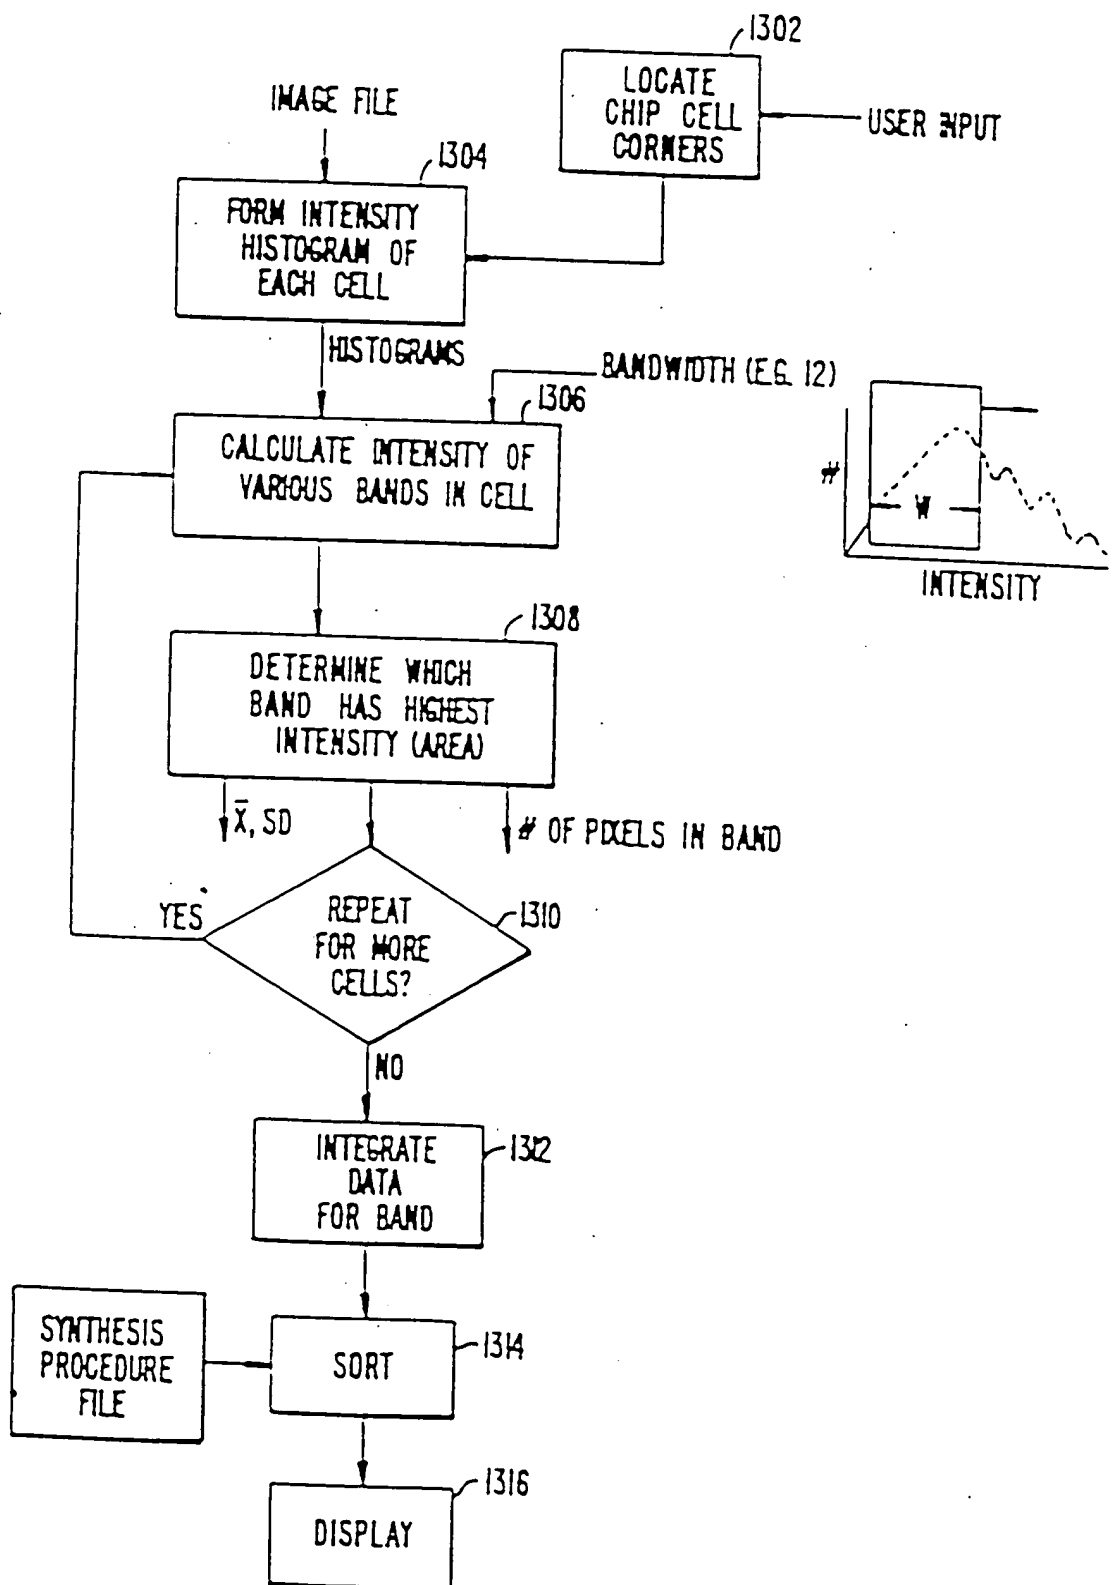 1302
LOCATE
CHIP CELL
CORNERS
USER INPUT
IMAGE FILE
1304
FORM INTENSITY
HISTOGRAM OF
EACH CELL
HISTOGRAMS
BANDWIDTH (E.G. 12)
1306
CALCULATE INTENSITY OF
VARIOUS BANDS IN CELL
#
W
INTENSITY
1308
DETERMINE WHICH
BAND HAS HIGHEST
INTENSITY (AREA)
X̄, SD
# OF PIXELS IN BAND
YES
REPEAT
FOR MORE
CELLS?
1310
NO
INTEGRATE
DATA
FOR BAND
1312
SYNTHESIS
PROCEDURE
FILE
SORT
1314
DISPLAY
1316